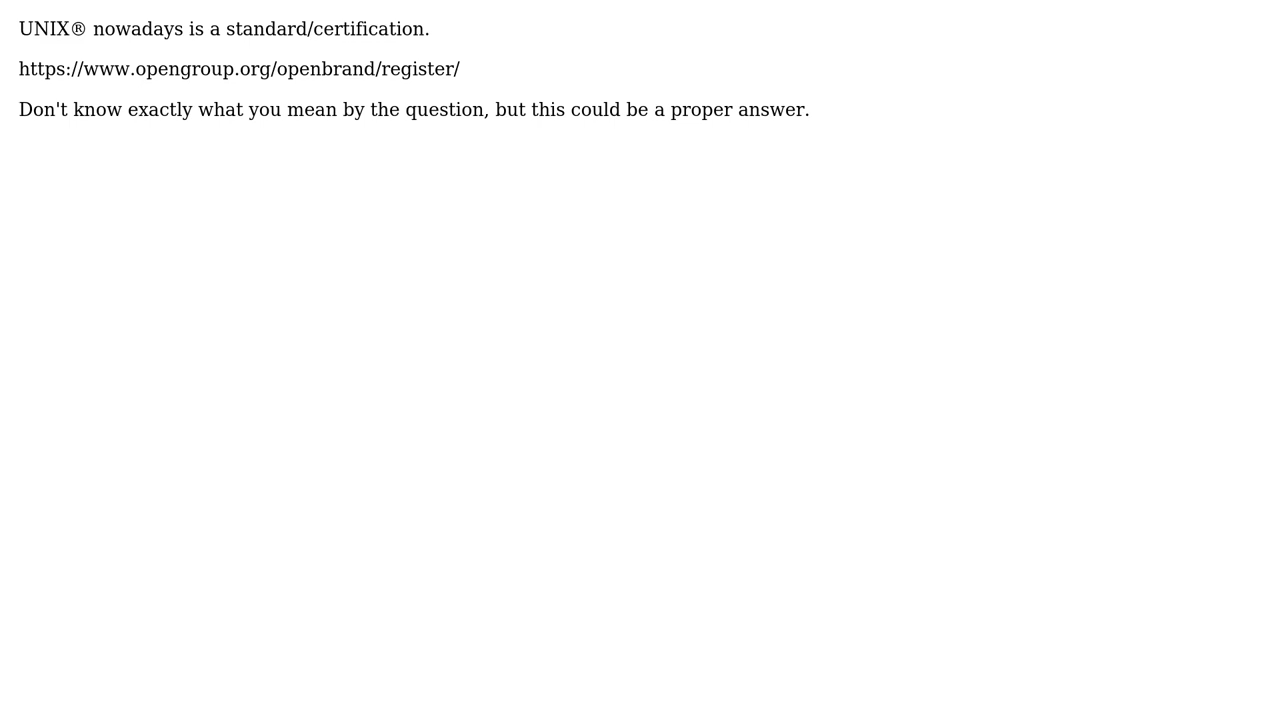 UNIX® nowadays is a standard/certification.
https://www.opengroup.org/openbrand/register/
Don't know exactly what you mean by the question, but this could be a proper answer.